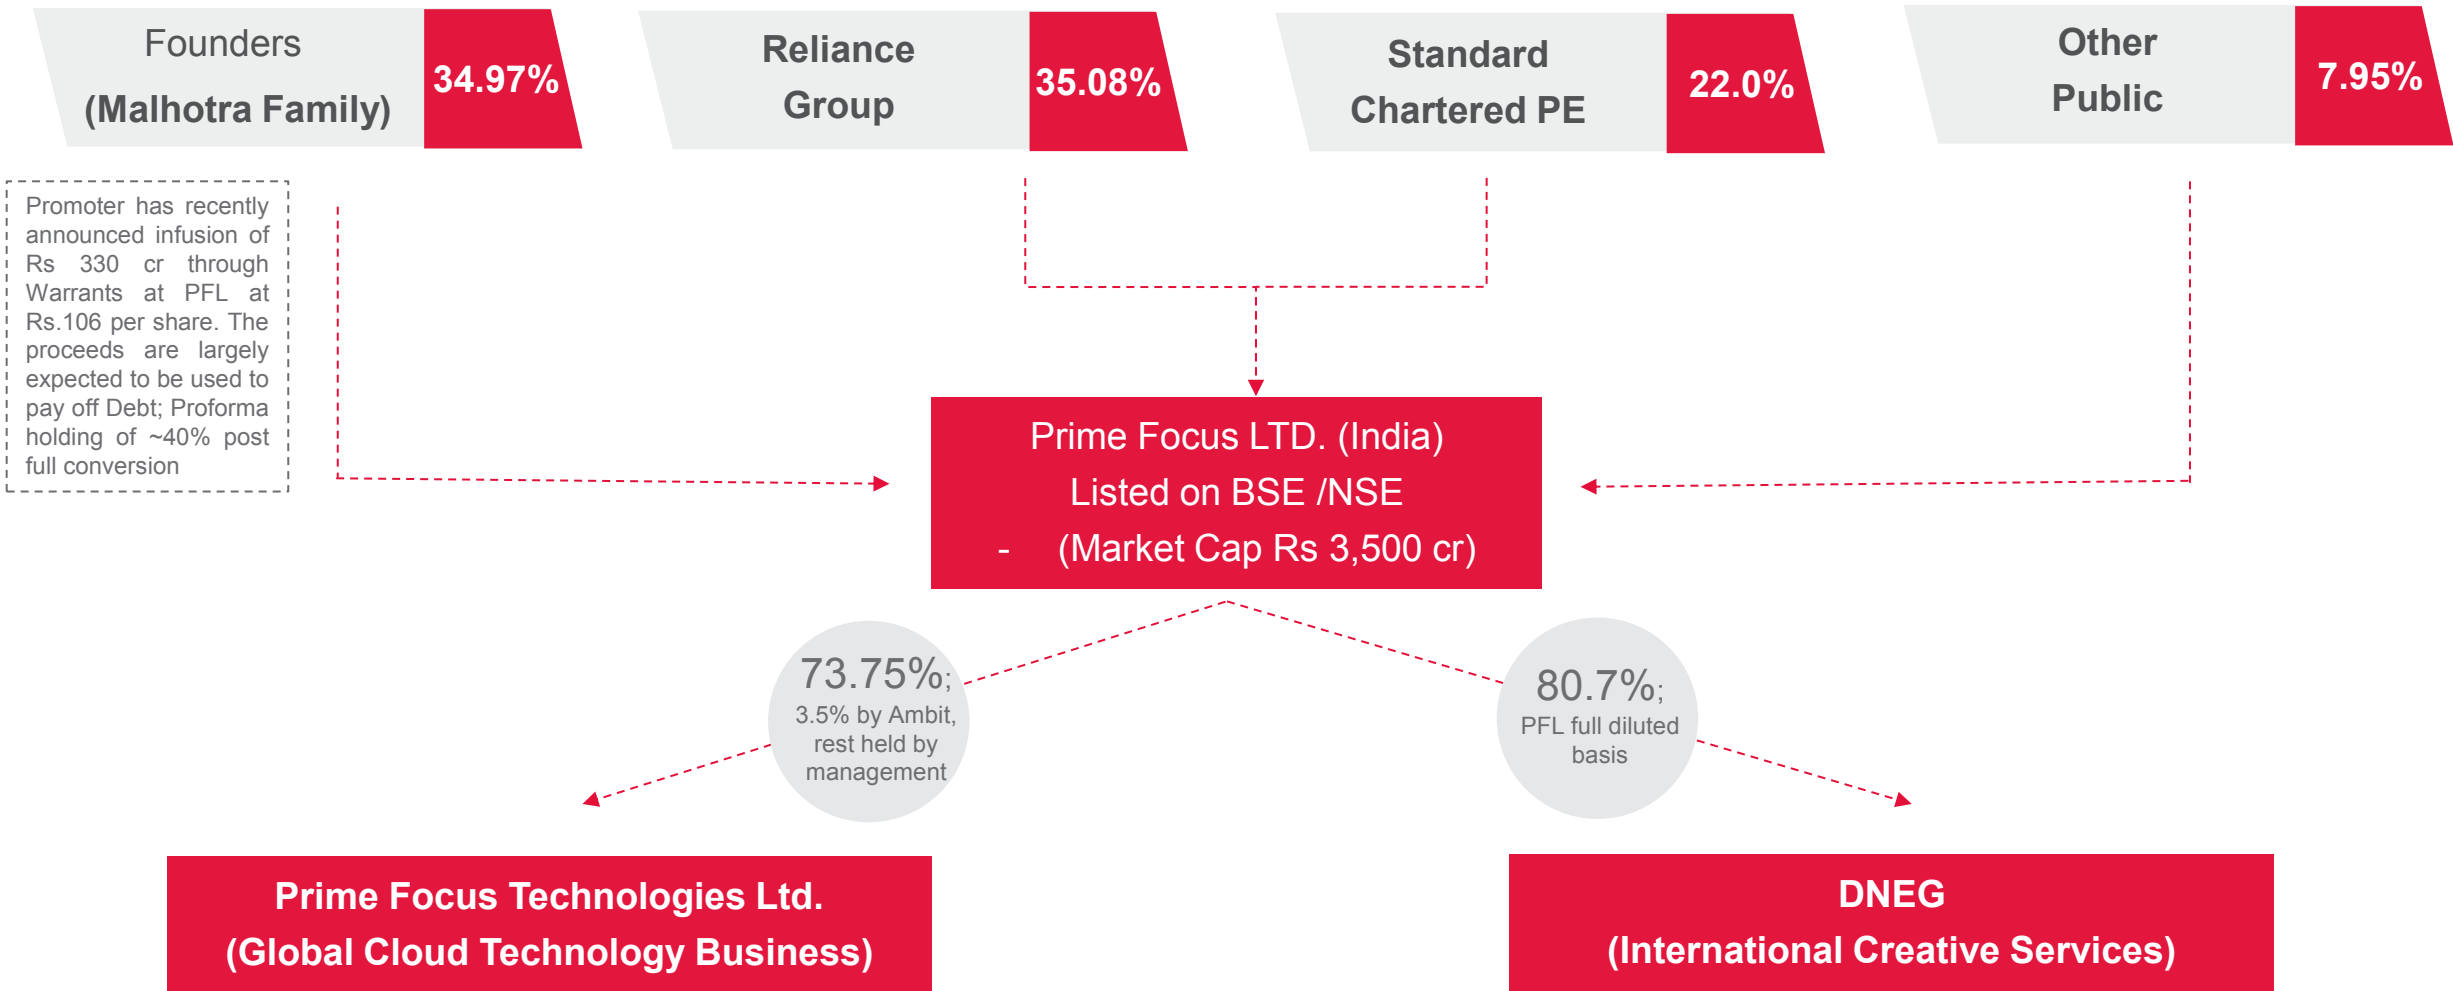 Founders
(Malhotra Family)
34.97%
Reliance
Group
35.08%
Standard
Chartered PE
22.0%
Other
Public
7.95%
Promoter has recently
announced infusion of
Rs 330 cr through
Warrants at PFL at
Rs.106 per share. The
proceeds are largely
expected to be used to
pay off Debt; Proforma
holding of ~40% post
full conversion
Prime Focus LTD. (India)
Listed on BSE /NSE
- (Market Cap Rs 3,500 cr)
73.75%;
3.5% by Ambit,
rest held by
management
80.7%;
PFL full diluted
basis
Prime Focus Technologies Ltd.
(Global Cloud Technology Business)
DNEG
(International Creative Services)